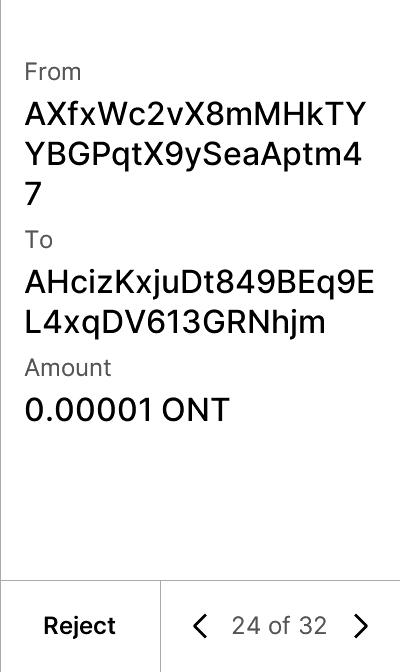 From
AXfxWc2vX8mMHkTY
YBGPqtX9ySeaAptm4
7
To
AHcizKxjuDt849BEq9E
L4xqDV613GRNhjm
Amount
0.00001 ONT
Reject
24 of 32